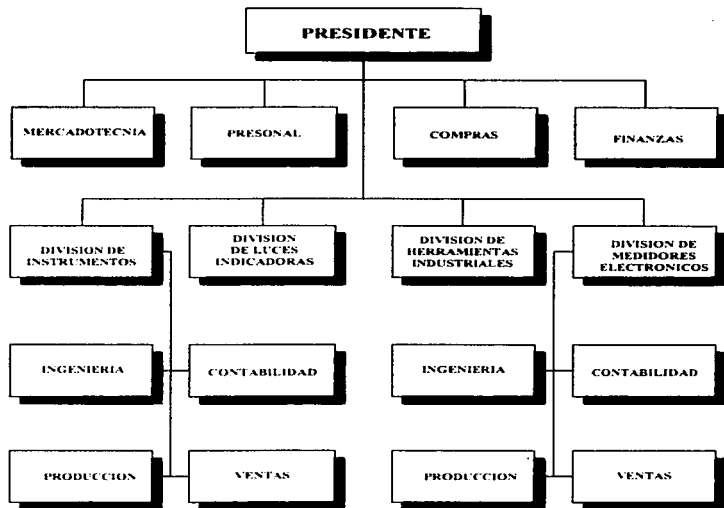 PRESIDENTE
MERCADOTECNIA
PRESONAL
COMPRAS
FINANZAS
DIVISION DE
INSTRUMENTOS
DIVISION
DE LUCES
INDICADORAS
DIVISION DE
HERRAMIENTAS
INDUSTRIALES
DIVISION DE
MEDIDORES
ELECTRONICOS
INGENIERIA
CONTABILIDAD
INGENIERIA
CONTABILIDAD
PRODUCCION
VENTAS
PRODUCCION
VENTAS